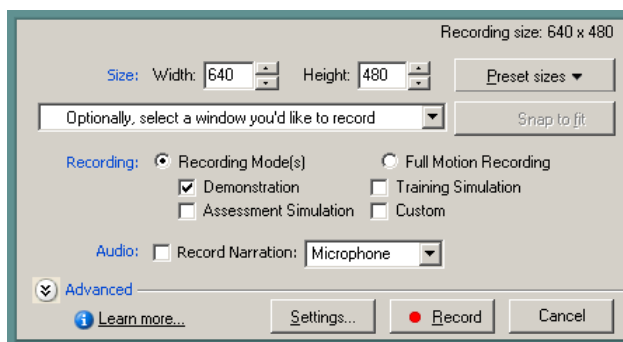 Recording size: 640 x 480
Size: Width: 640 Height: 480 Preset sizes
Optionally, select a window you'd like to record Snap to fit
Recording: Recording Mode(s) Full Motion Recording
Demonstration Training Simulation
Assessment Simulation Custom
Audio: Record Narration: Microphone
Advanced
Learn more... Settings... Record Cancel